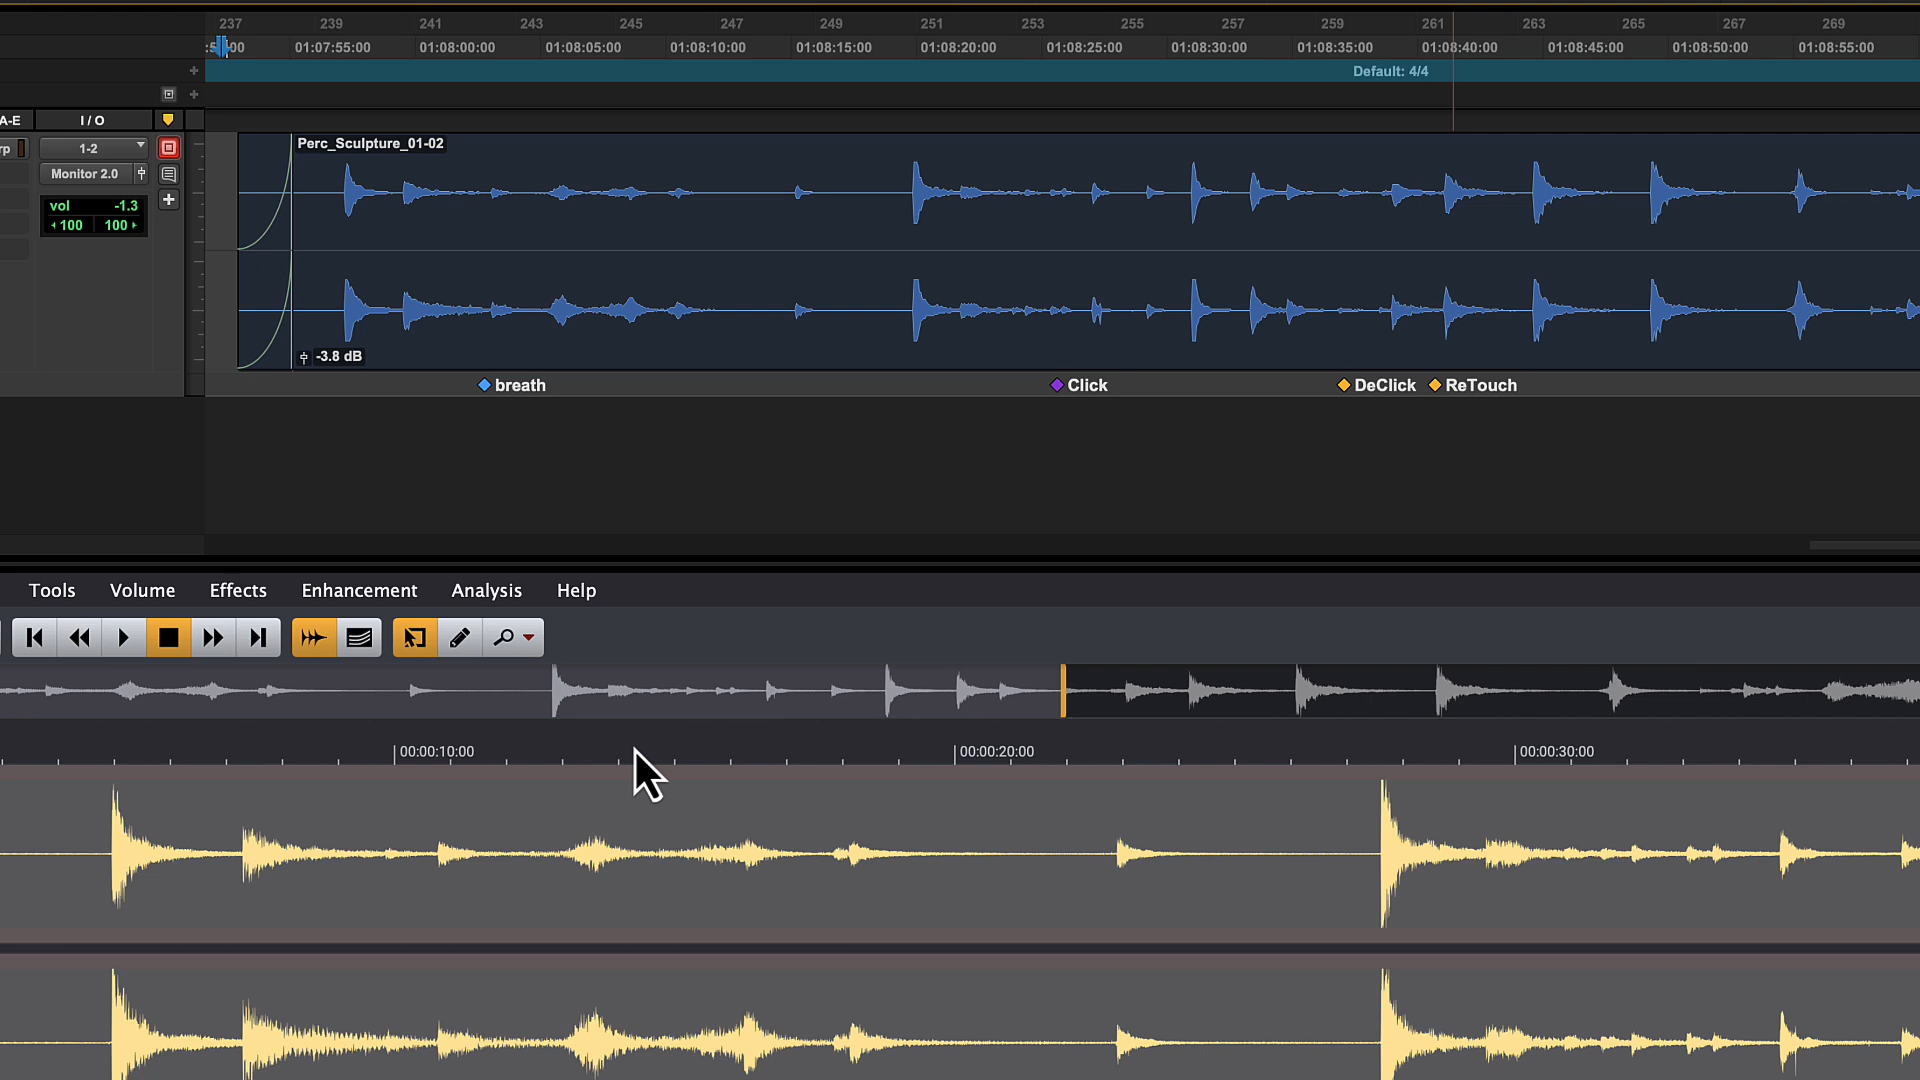 237 239 241 243 245 247 249 251 253 255 257 259 261 263 265 267 269
01:07:55:00 01:08:00:00 01:08:05:00 01:08:10:00 01:08:15:00 01:08:20:00 01:08:25:00 01:08:30:00 01:08:35:00 01:08:40:00 01:08:45:00 01:08:50:00 01:08:55:00
Default: 4/4
A-E I / O
rp 1-2
Perc_Sculpture_01-02
Monitor 2.0
vol -1.3
100 100
-3.8 dB
breath Click DeClick ReTouch
Tools Volume Effects Enhancement Analysis Help
00:00:10:00 00:00:20:00 00:00:30:00